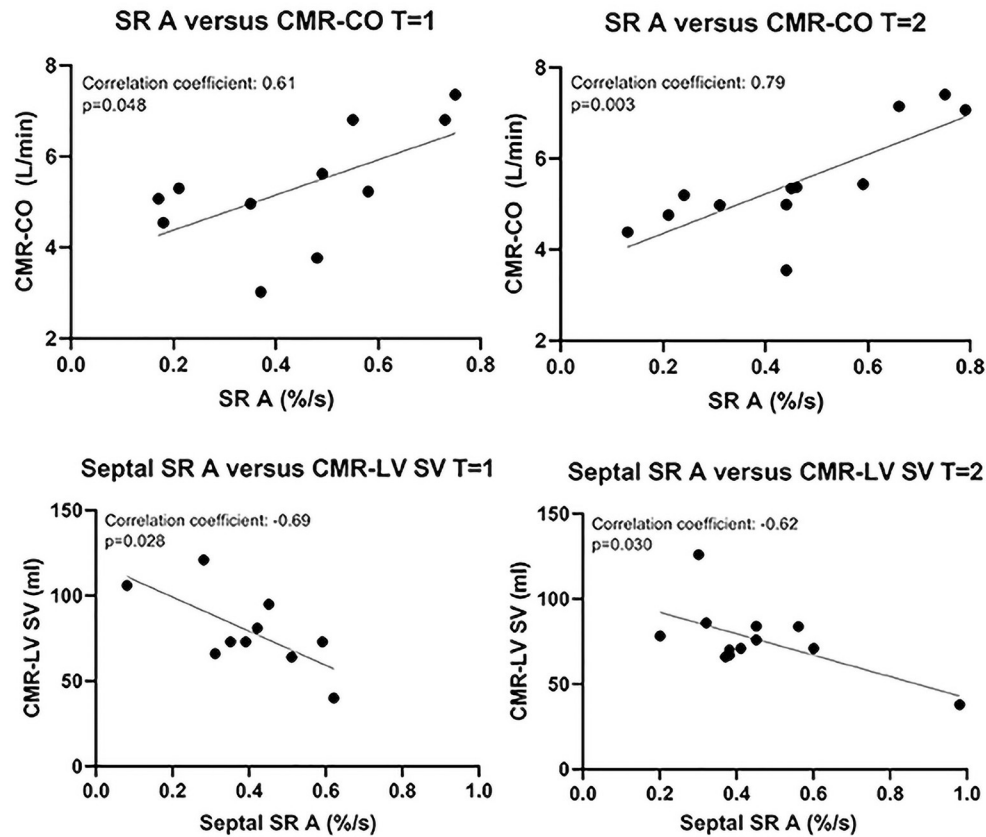 SR A versus CMR-CO T=1
Correlation coefficient: 0.61
p=0.048
CMR-CO (L/min)
8
6
4
2
0.0 0.2 0.4 0.6 0.8
SR A (%/s)
SR A versus CMR-CO T=2
Correlation coefficient: 0.79
p=0.003
CMR-CO (L/min)
8
6
4
2
0.0 0.2 0.4 0.6 0.8
SR A (%/s)
Septal SR A versus CMR-LV SV T=1
Correlation coefficient: -0.69
p=0.028
CMR-LV SV (ml)
150
100
50
0
0.0 0.2 0.4 0.6 0.8 1.0
Septal SR A (%/s)
Septal SR A versus CMR-LV SV T=2
Correlation coefficient: -0.62
p=0.030
CMR-LV SV (ml)
150
100
50
0
0.0 0.2 0.4 0.6 0.8 1.0
Septal SR A (%/s)